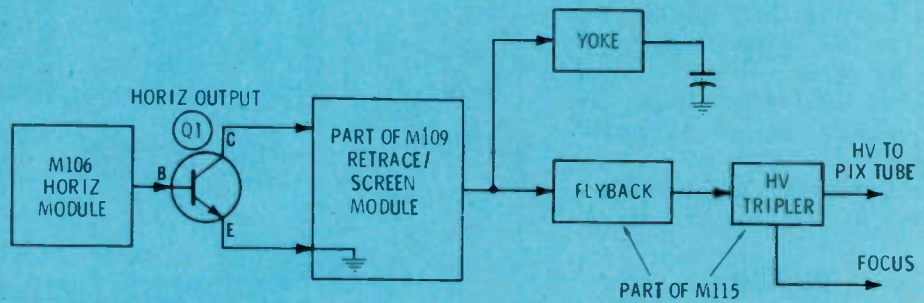 HORIZ OUTPUT
Q1
M106
HORIZ
MODULE
B
C
E
PART OF M109
RETRACE/
SCREEN
MODULE
YOKE
FLYBACK
HV
TRIPLER
HV TO
PIX TUBE
FOCUS
PART OF M115